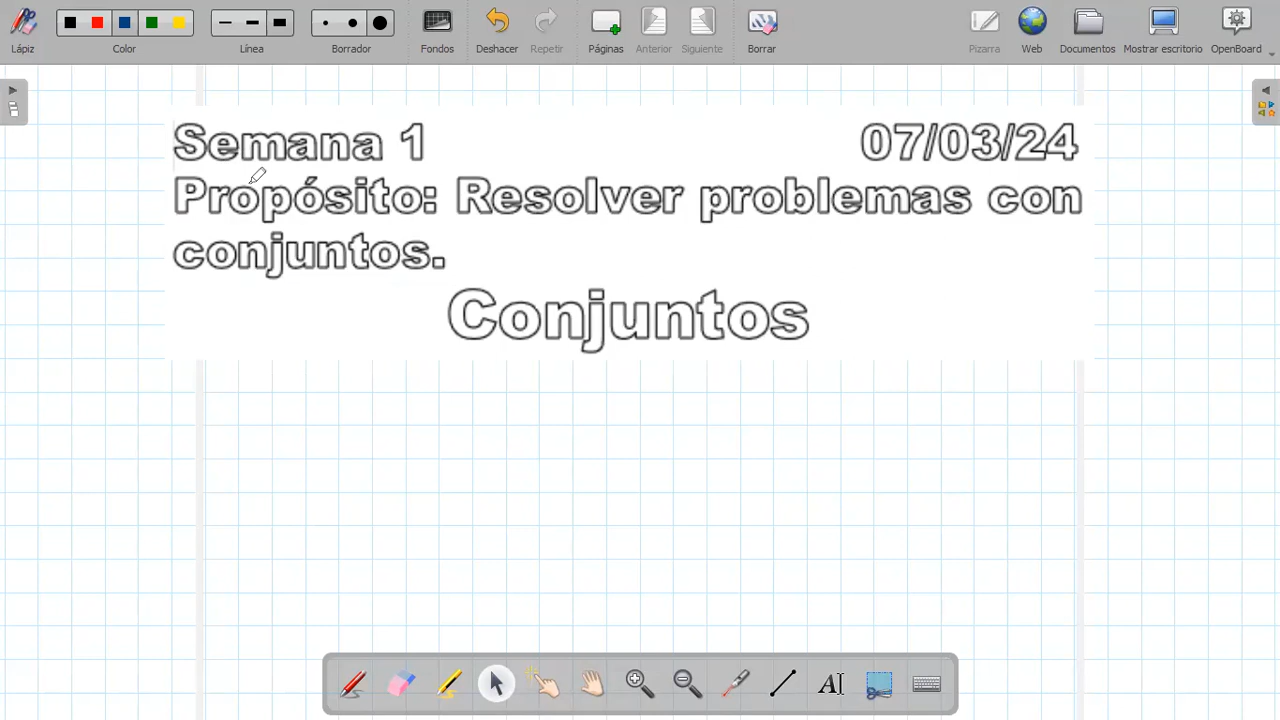 Lápiz Color Línea Borrador Fondos Deshacer Repetir Páginas Anterior Siguiente Borrar Pizarra Web Documentos Mostrar escritorio OpenBoard
Semana 1 07/03/24
Propósito: Resolver problemas con
conjuntos.
Conjuntos